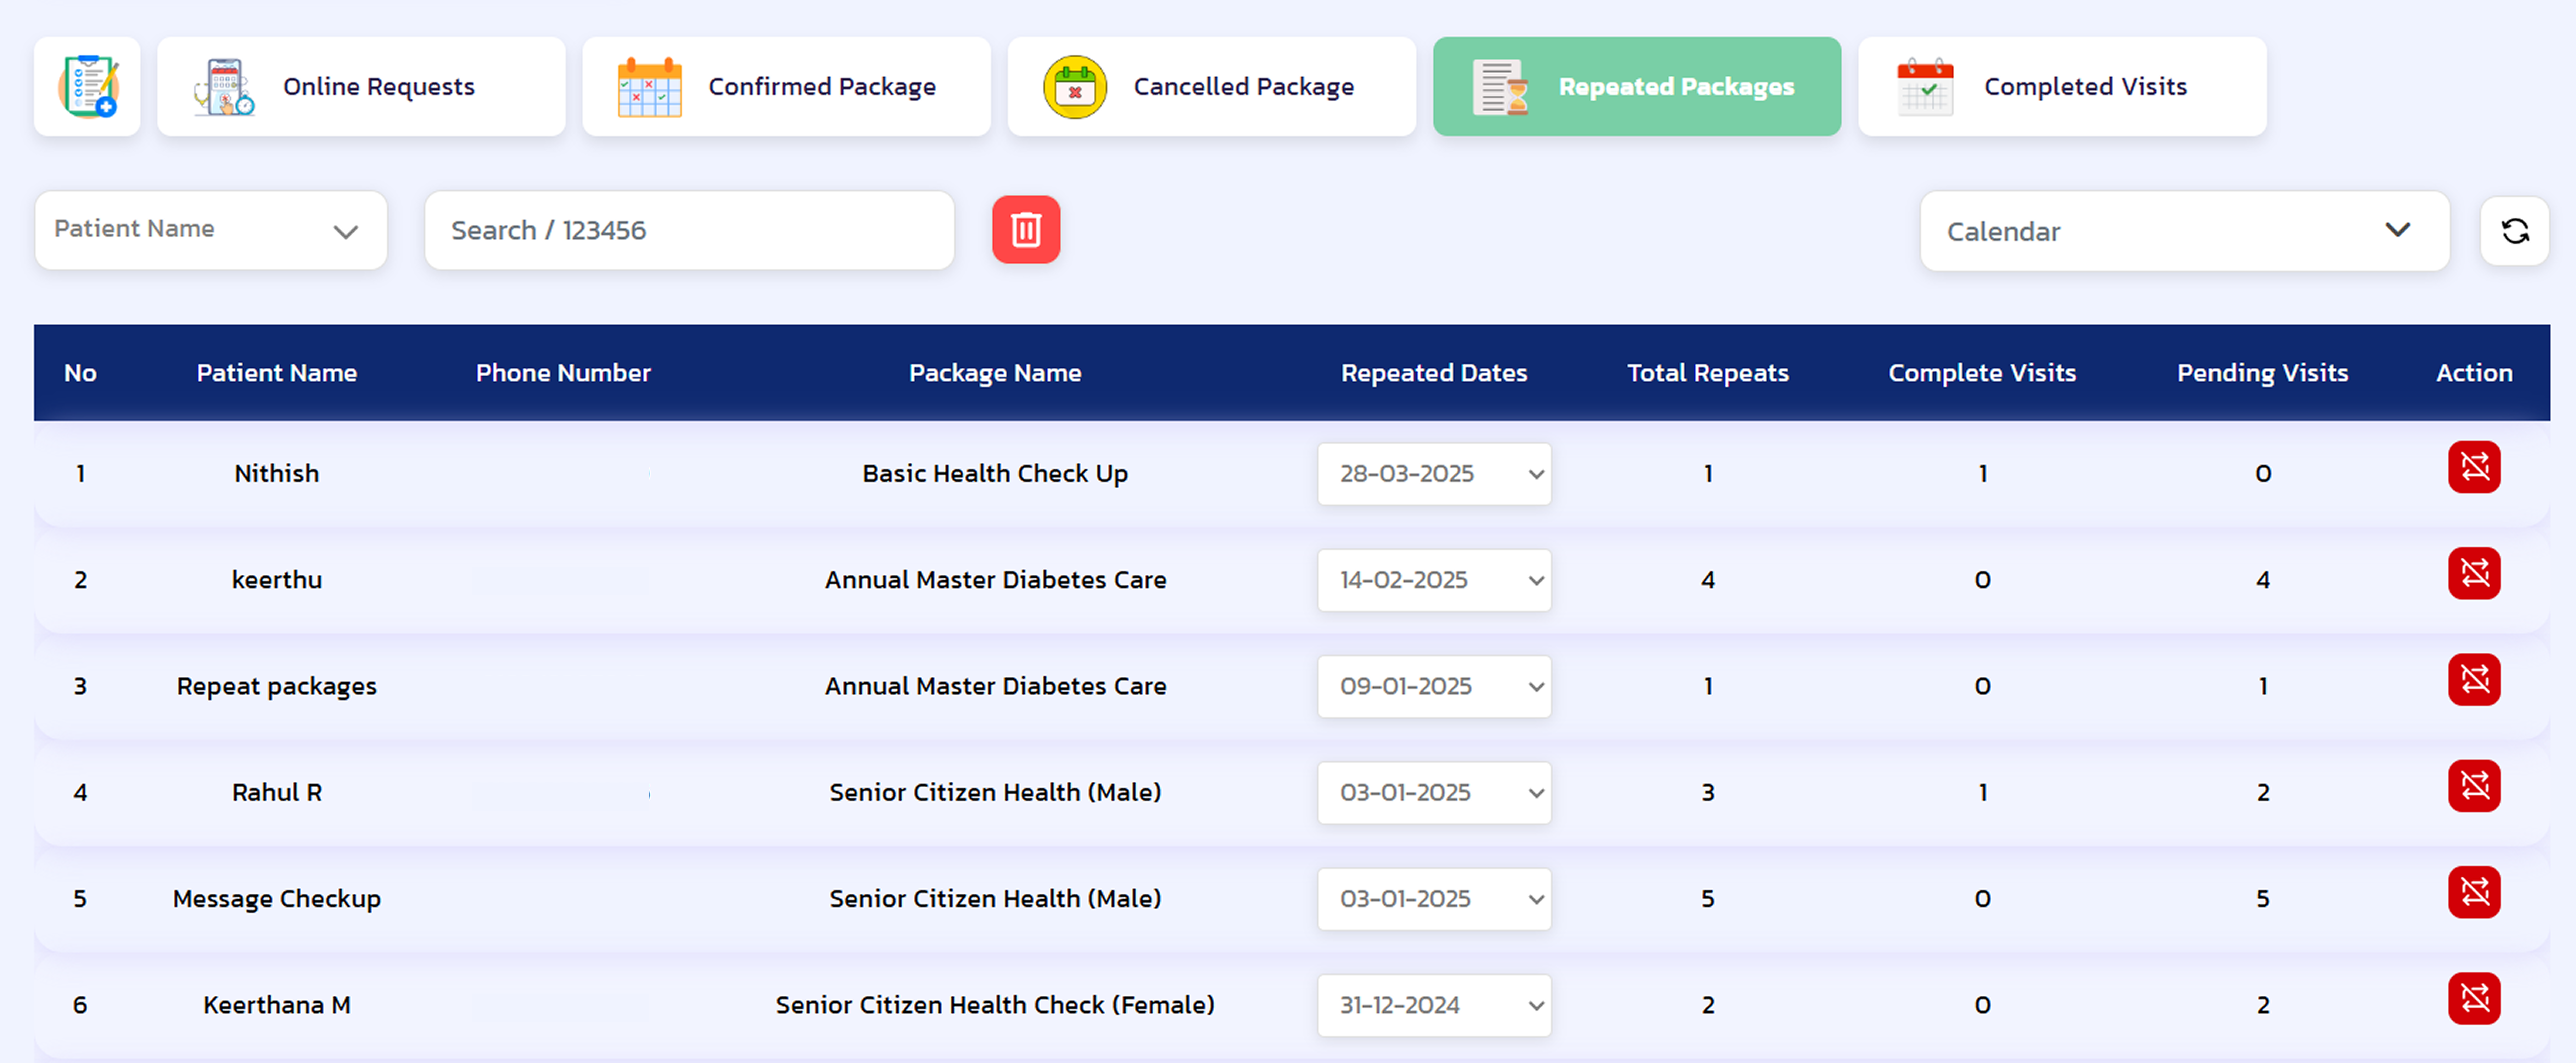 Online Requests
Confirmed Package
Cancelled Package
Repeated Packages
Completed Visits
Patient Name
Search / 123456
Calendar
No Patient Name Phone Number Package Name Repeated Dates Total Repeats Complete Visits Pending Visits Action
1 Nithish Basic Health Check Up 28-03-2025 1 1 0
2 keerthu Annual Master Diabetes Care 14-02-2025 4 0 4
3 Repeat packages Annual Master Diabetes Care 09-01-2025 1 0 1
4 Rahul R Senior Citizen Health (Male) 03-01-2025 3 1 2
5 Message Checkup Senior Citizen Health (Male) 03-01-2025 5 0 5
6 Keerthana M Senior Citizen Health Check (Female) 31-12-2024 2 0 2